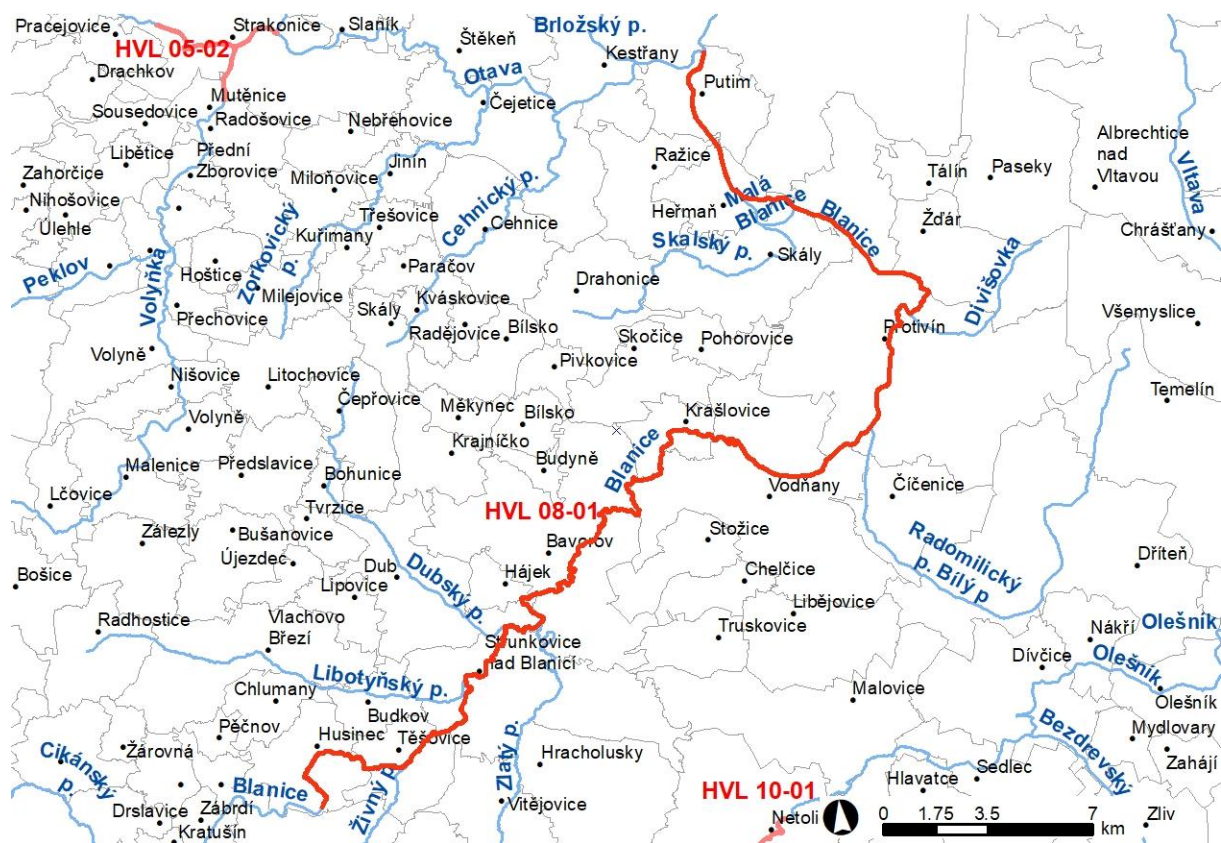 Pracejovice
Strakonice
Slaník
Brložský p.
HVL 05-02
Štěkeň
Kestřany
Drachkov
Otava
Putim
Mutěnice
Čejetice
Sousedovice
Radošovice
Nebřehovice
Albrechtice
nad
Vltavou
Vltava
Libětice
Přední
Zborovice
Jinín
Ražice
Tálín
Paseky
Zahorčice
Miloňovice
Cehnický p.
Nihošovice
Malá
Blanice
Heřmaň
Blanice
Úlehle
Třešovice
Cehnice
Žďár
Chrášťany
Kuřimany
Skalský p.
Skály
Peklov
Volyňka
Hoštice
Zorkovický
p.
Paračov
Drahonice
Divišovka
Milejovice
Skály
Kváskovice
Přechovice
Radějovice
Bílsko
Skočice
Pohorovice
Protivín
Všemyslice
Volyně
Pivkovice
Nišovice
Litochovice
Čepřovice
Měkynec
Bílsko
Krašlovice
Temelín
Volyně
Krajníčko
Blanice
Malenice
Předslavice
Bohunice
Budyně
Lčovice
Vodňany
Číčenice
Tvrzice
HVL 08-01
Zálezly
Bušanovice
Stožice
Radomilický
p. Bílý p
Újezdec
Bavorov
Dříteň
Bošice
Dub
Dubský p.
Hájek
Chelčice
Lipovice
Libějovice
Radhostice
Vlachovo
Březí
Strunkovice
nad Blanicí
Truskovice
Nákří
Olešník
Dívčice
Olešník
Libotyňský p.
Chlumany
Malovice
Olešník
Budkov
Bezdrevský
Pěčnov
Husinec
Těšovice
Zlatý p.
Mydlovary
Žárovná
Hracholusky
Zahájí
Cikánský
p.
Blanice
Živný p.
HVL 10-01
Hlavatce
Sedlec
Drslavice
Zábrdí
Vitějovice
Kratušín
Netoli
0 1.75 3.5 7
km
Zliv